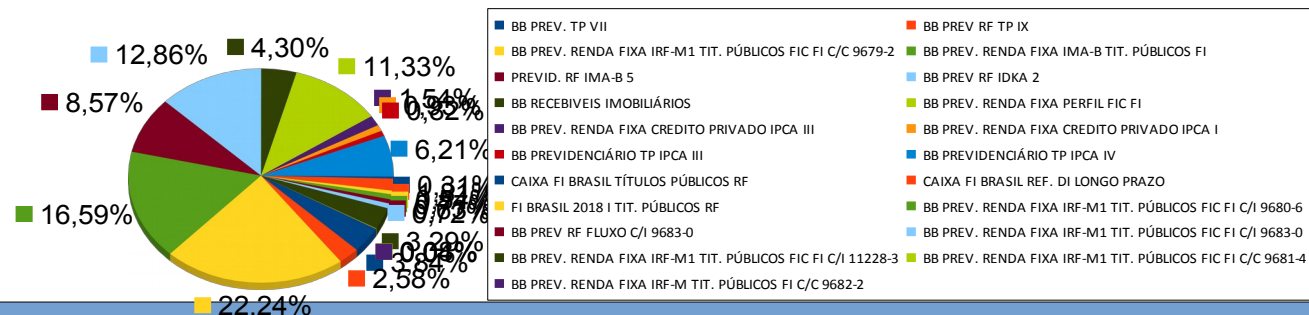 12,86%
4,30%
11,33%
8,57%
1,54%
6,21%
16,59%
0,31%
3,29%
3,84%
2,58%
22,24%
BB PREV. TP VII
BB PREV RF TP IX
BB PREV. RENDA FIXA IRF-M1 TIT. PÚBLICOS FIC FI C/C 9679-2
BB PREV. RENDA FIXA IMA-B TIT. PÚBLICOS FI
PREVID. RF IMA-B 5
BB PREV RF IDKA 2
BB RECEBIVEIS IMOBILIÁRIOS
BB PREV. RENDA FIXA PERFIL FIC FI
BB PREV. RENDA FIXA CREDITO PRIVADO IPCA III
BB PREV. RENDA FIXA CREDITO PRIVADO IPCA I
BB PREVIDENCIÁRIO TP IPCA III
BB PREVIDENCIÁRIO TP IPCA IV
CAIXA FI BRASIL TÍTULOS PÚBLICOS RF
CAIXA FI BRASIL REF. DI LONGO PRAZO
FI BRASIL 2018 I TIT. PÚBLICOS RF
BB PREV. RENDA FIXA IRF-M1 TIT. PÚBLICOS FIC FI C/I 9680-6
BB PREV RF FLUXO C/I 9683-0
BB PREV. RENDA FIXA IRF-M1 TIT. PÚBLICOS FIC FI C/I 9683-0
BB PREV. RENDA FIXA IRF-M1 TIT. PÚBLICOS FIC FI C/I 11228-3
BB PREV. RENDA FIXA IRF-M1 TIT. PÚBLICOS FIC FI C/C 9681-4
BB PREV. RENDA FIXA IRF-M TIT. PÚBLICOS FI C/C 9682-2